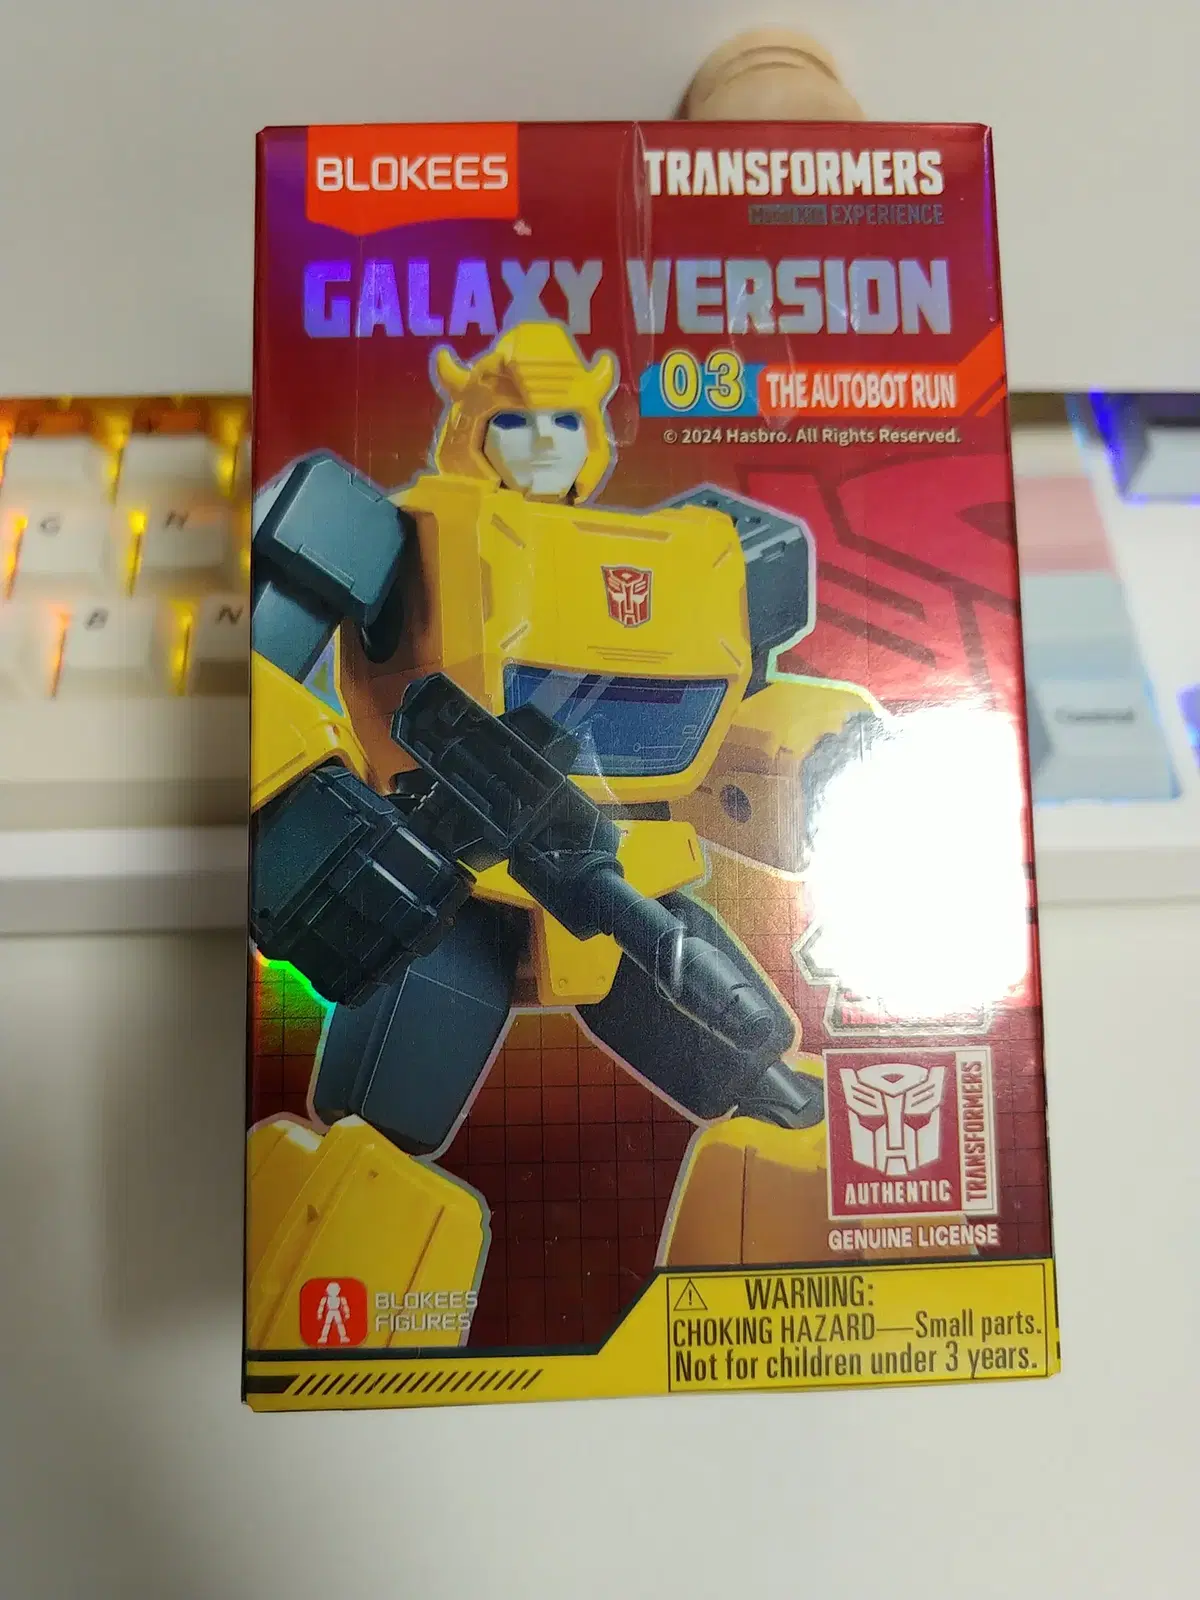 BLOKEES
TRANSFORMERS
EXPERIENCE
GALAXY VERSION
03 THE AUTOBOT RUN
© 2024 Hasbro. All Rights Reserved.
G
H
B
N
AUTHENTIC
TRANSFORMERS
GENUINE LICENSE
BLOKEES
FIGURES
WARNING:
CHOKING HAZARD—Small parts.
Not for children under 3 years.